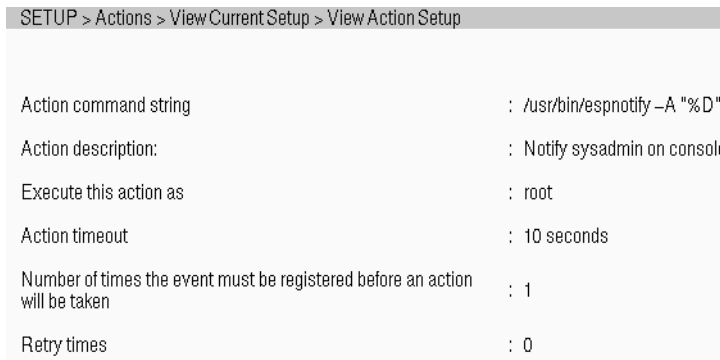 SETUP > Actions > View Current Setup > View Action Setup
Action command string : /usr/bin/espnotify –A "%D"
Action description: : Notify sysadmin on console
Execute this action as : root
Action timeout : 10 seconds
Number of times the event must be registered before an action
will be taken : 1
Retry times : 0